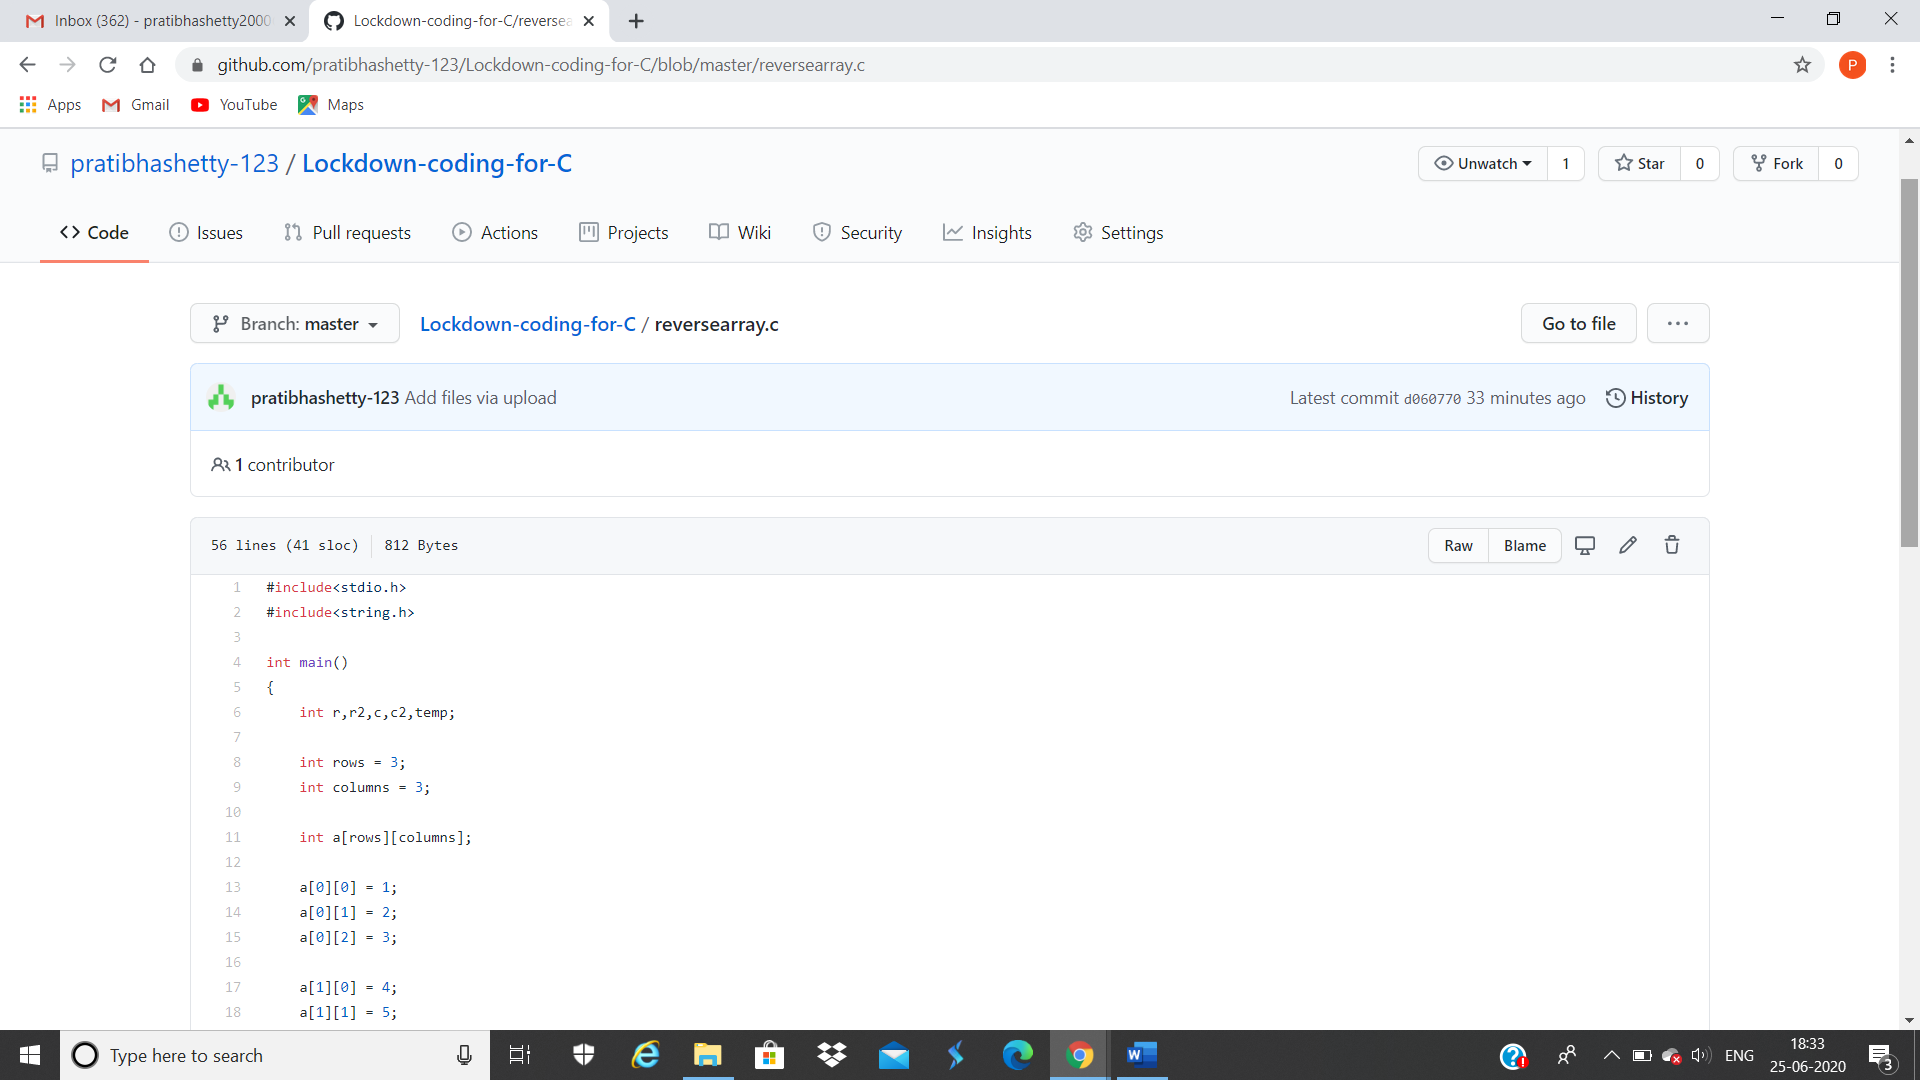 Inbox (362) - pratibhashetty2000
Lockdown-coding-for-C/reversea
github.com/pratibhashetty-123/Lockdown-coding-for-C/blob/master/reversearray.c
P
Apps Gmail YouTube Maps
pratibhashetty-123 / Lockdown-coding-for-C
Unwatch 1 Star 0 Fork 0
<> Code Issues Pull requests Actions Projects Wiki Security Insights Settings
Branch: master Lockdown-coding-for-C / reversearray.c Go to file ...
pratibhashetty-123 Add files via upload Latest commit d060770 33 minutes ago History
1 contributor
56 lines (41 sloc) 812 Bytes Raw Blame
1 #include<stdio.h>
2 #include<string.h>
3
4 int main()
5 {
6 int r,r2,c,c2,temp;
7
8 int rows = 3;
9 int columns = 3;
10
11 int a[rows][columns];
12
13 a[0][0] = 1;
14 a[0][1] = 2;
15 a[0][2] = 3;
16
17 a[1][0] = 4;
18 a[1][1] = 5;
Type here to search
ENG
18:33
25-06-2020
3